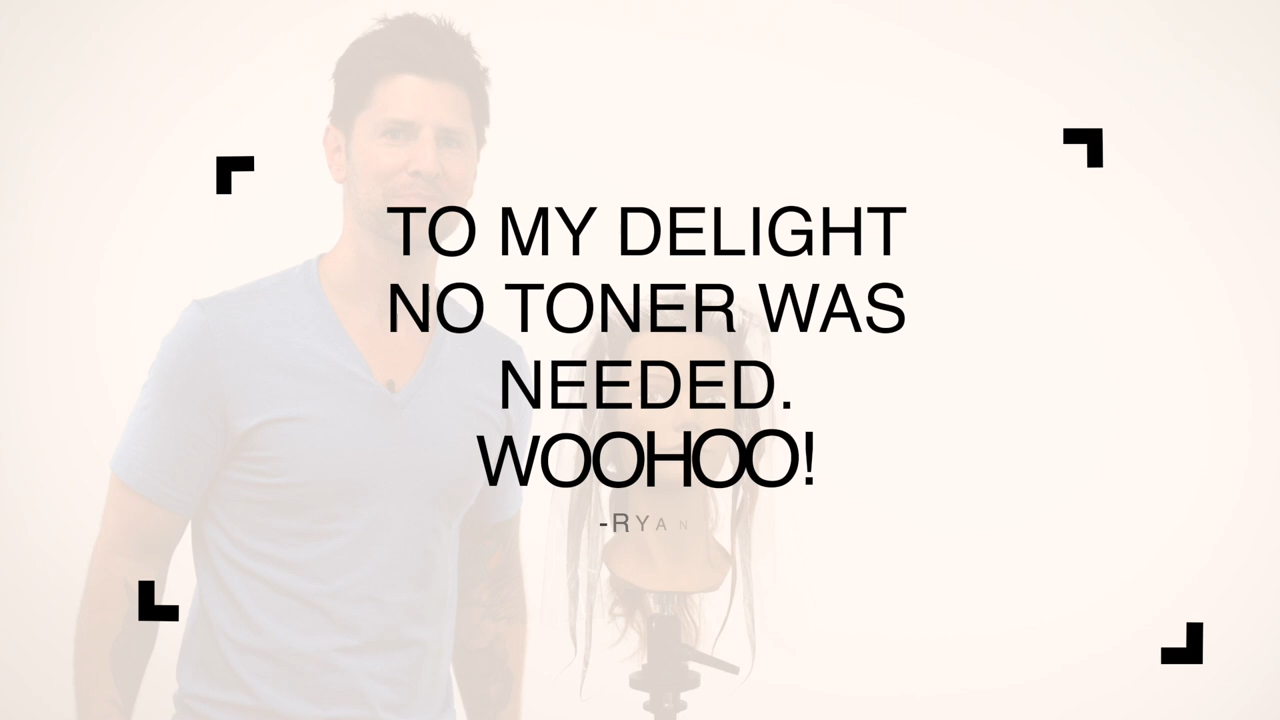 TO MY DELIGHT
NO TONER WAS
NEEDED.
WOOHOO!
-RYAN